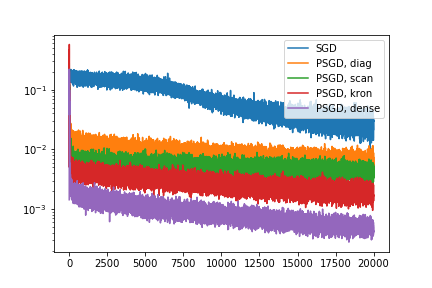 SGD
PSGD, diag
PSGD, scan
PSGD, kron
PSGD, dense
10⁻¹
10⁻²
10⁻³
0 2500 5000 7500 10000 12500 15000 17500 20000